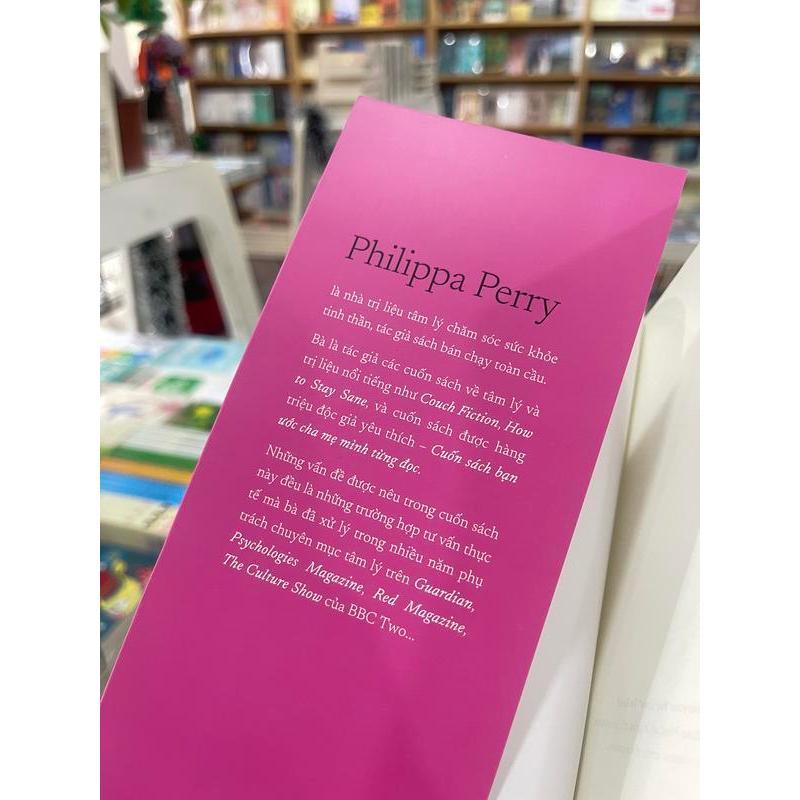 Philippa Perry
là nhà trị liệu tâm lý chăm sóc sức khỏe
tinh thần, tác giả sách bán chạy toàn cầu.
Bà là tác giả các cuốn sách về tâm lý và
trị liệu nổi tiếng như Couch Fiction, How
to Stay Sane, và cuốn sách được hàng
triệu độc giả yêu thích – Cuốn sách bạn
ước cha mẹ mình từng đọc.
Những vấn đề được nêu trong cuốn sách
này đều là những trường hợp tư vấn thực
tế mà bà đã xử lý trong nhiều năm phụ
trách chuyên mục tâm lý trên Guardian,
Psychologies Magazine, Red Magazine,
The Culture Show của BBC Two...